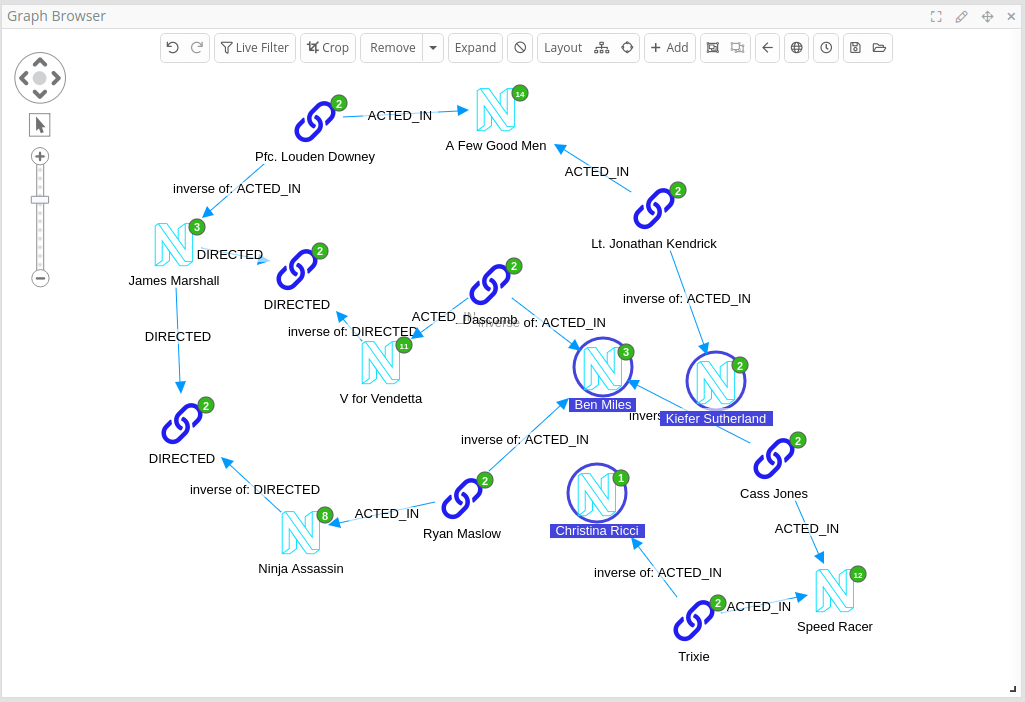 Graph Browser
Live Filter Crop Remove Expand Layout + Add
2 ACTED_IN 14
Pfc. Louden Downey A Few Good Men
ACTED_IN
inverse of: ACTED_IN 2
3 Lt. Jonathan Kendrick
DIRECTED 2 2
James Marshall
DIRECTED inverse of: ACTED_IN
ACTED_IN Dascomb inverse of: ACTED_IN
DIRECTED inverse of: DIRECTED
11 3 2
V for Vendetta Ben Miles
2 inverse Kiefer Sutherland
inverse of: ACTED_IN 2
DIRECTED
inverse of: DIRECTED 2 1 Cass Jones
8 ACTED_IN ACTED_IN
Ryan Maslow Christina Ricci
Ninja Assassin inverse of: ACTED_IN 12
2 ACTED_IN
Speed Racer
Trixie